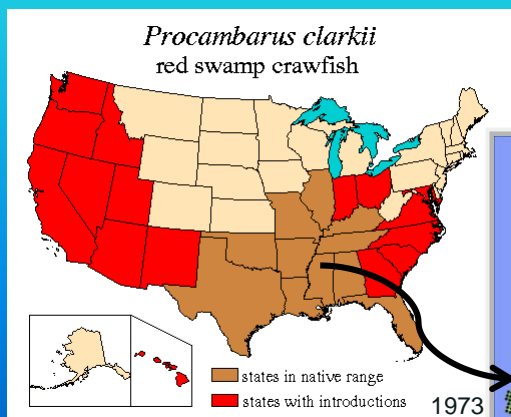 Procambarus clarkii
red swamp crawfish
states in native range
states with introductions
1973